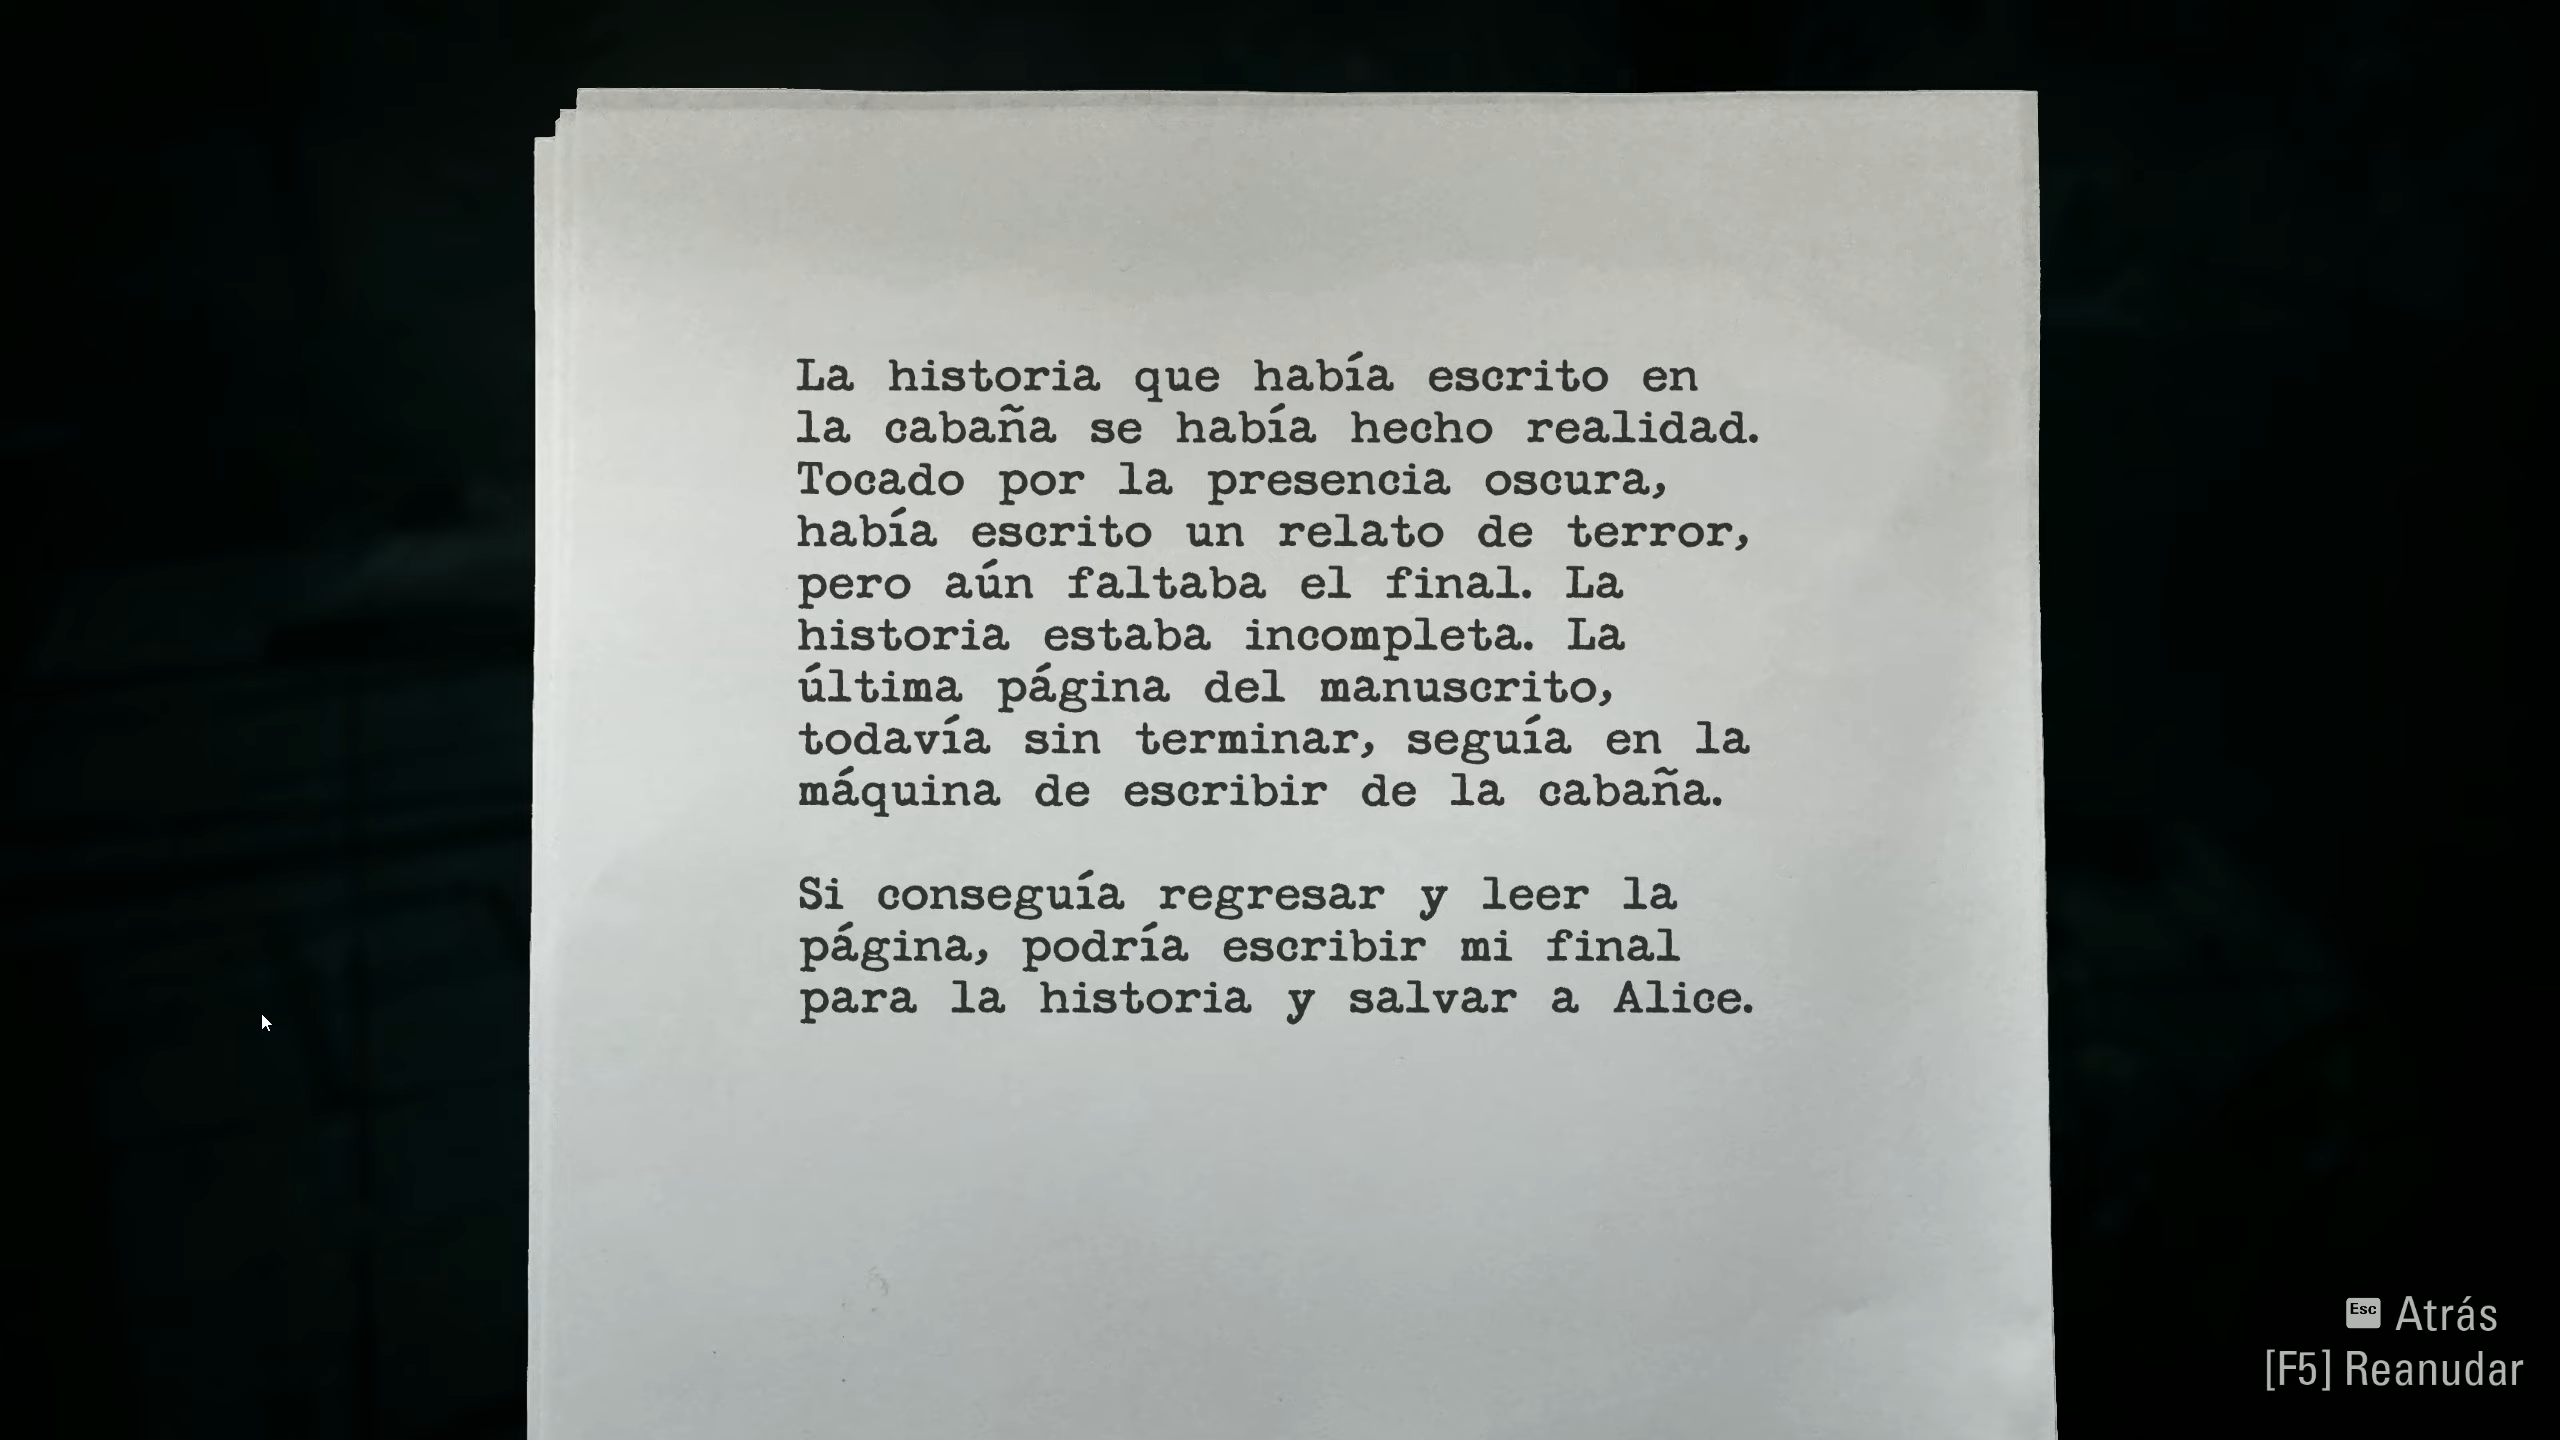 La historia que había escrito en
la cabaña se había hecho realidad.
Tocado por la presencia oscura,
había escrito un relato de terror,
pero aún faltaba el final. La
historia estaba incompleta. La
última página del manuscrito,
todavía sin terminar, seguía en la
máquina de escribir de la cabaña.
Si conseguía regresar y leer la
página, podría escribir mi final
para la historia y salvar a Alice.
Esc Atrás
[F5] Reanudar